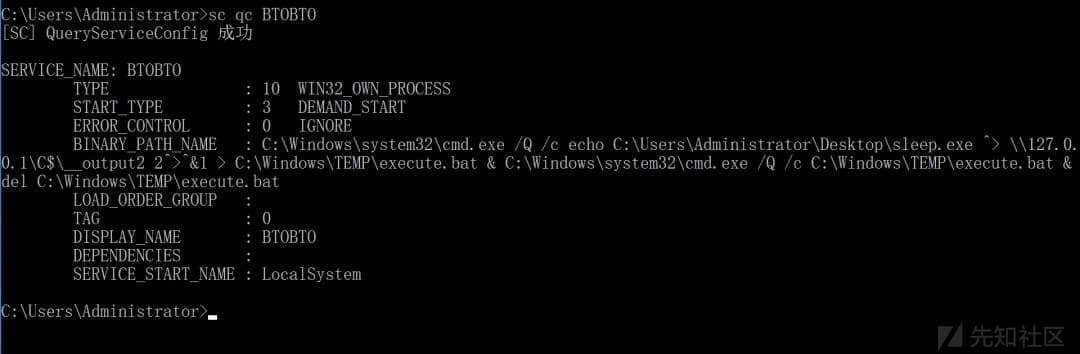 C:\Users\Administrator>sc qc BTOBTO
[SC] QueryServiceConfig 成功
SERVICE_NAME: BTOBTO
TYPE : 10 WIN32_OWN_PROCESS
START_TYPE : 3 DEMAND_START
ERROR_CONTROL : 0 IGNORE
BINARY_PATH_NAME : C:\Windows\system32\cmd.exe /Q /c echo C:\Users\Administrator\Desktop\sleep.exe ^> \\127.0.
0.1\C$\__output2 2^>^&1 > C:\Windows\TEMP\execute.bat & C:\Windows\system32\cmd.exe /Q /c C:\Windows\TEMP\execute.bat &
del C:\Windows\TEMP\execute.bat
LOAD_ORDER_GROUP :
TAG : 0
DISPLAY_NAME : BTOBTO
DEPENDENCIES :
SERVICE_START_NAME : LocalSystem
C:\Users\Administrator>
先知社区